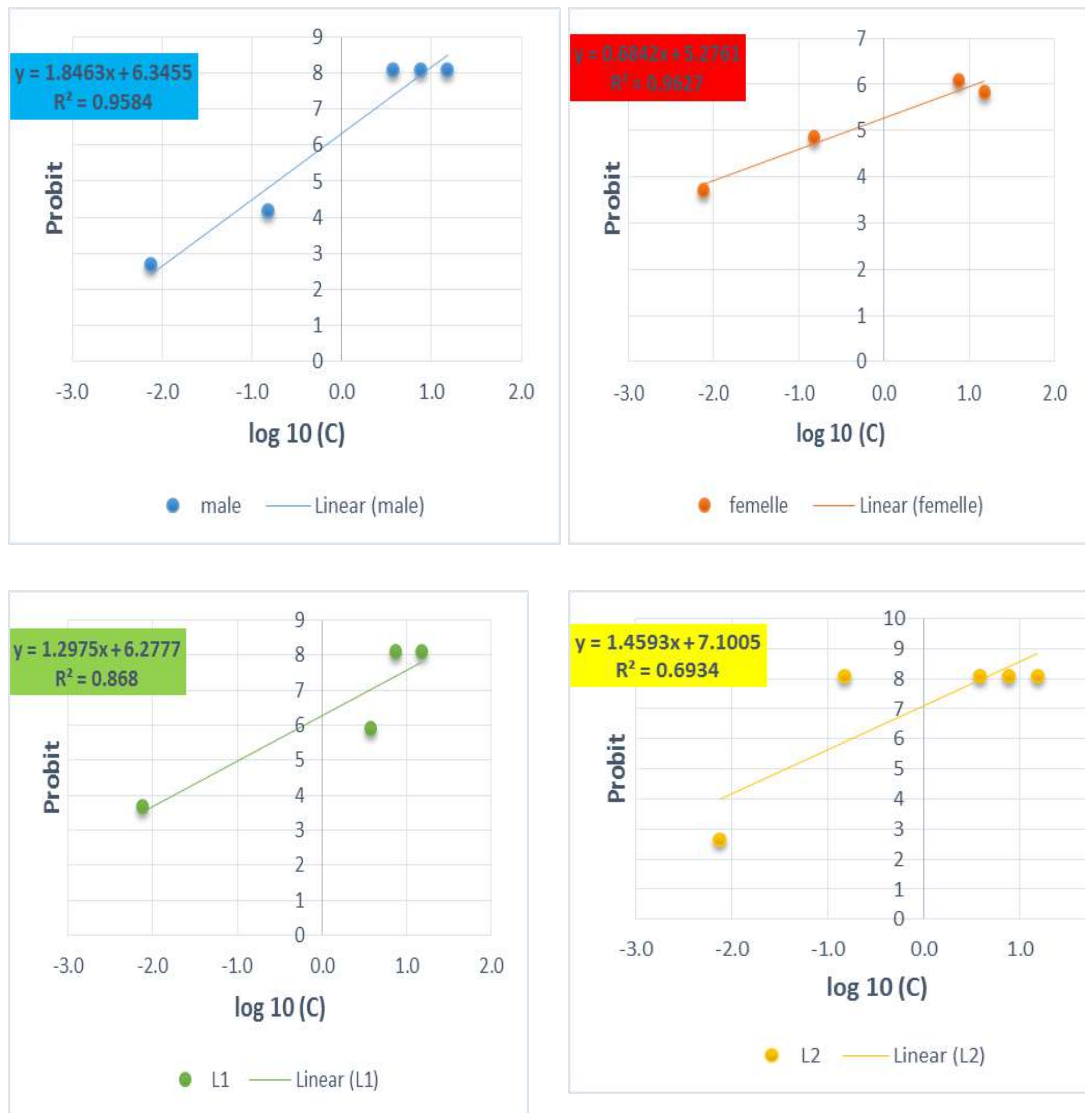 y = 1.8463x + 6.3455
R² = 0.9584
9
8
7
6
5
4
3
2
1
0
Probit
-3.0 -2.0 -1.0 0.0 1.0 2.0
log 10 (C)
male Linear (male)
y = 0.6842x + 5.2761
R² = 0.9627
7
6
5
4
3
2
1
0
Probit
-3.0 -2.0 -1.0 0.0 1.0 2.0
log 10 (C)
femelle Linear (femelle)
y = 1.2975x + 6.2777
R² = 0.868
9
8
7
6
5
4
3
2
1
0
Probit
-3.0 -2.0 -1.0 0.0 1.0 2.0
log 10 (C)
L1 Linear (L1)
y = 1.4593x + 7.1005
R² = 0.6934
10
9
8
7
6
5
4
3
2
1
0
Probit
-3.0 -2.0 -1.0 0.0 1.0
log 10 (C)
L2 Linear (L2)